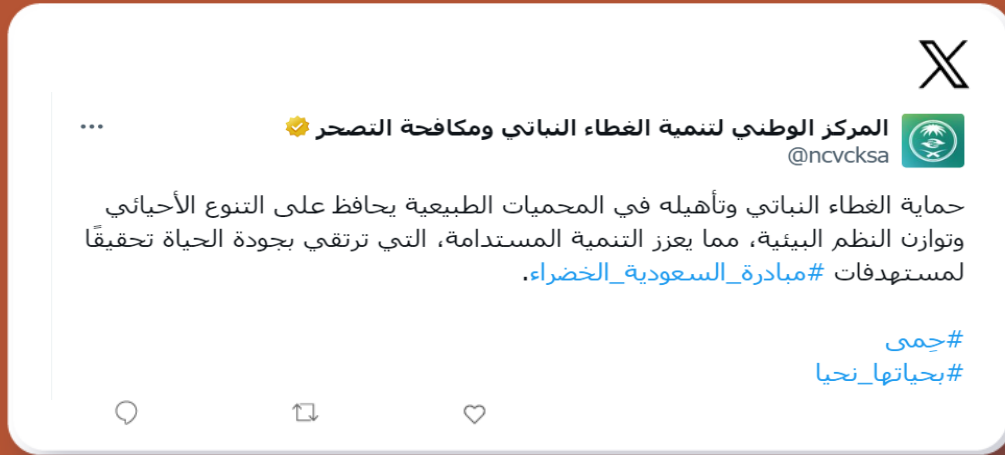 المركز الوطني لتنمية الغطاء النباتي ومكافحة التصحر
@ncvcksa
حماية الغطاء النباتي وتأهيله في المحميات الطبيعية يحافظ على التنوع الأحيائي
وتوازن النظم البيئية، مما يعزز التنمية المستدامة، التي ترتقي بجودة الحياة تحقيقًا
لمستهدفات #مبادرة_السعودية_الخضراء.
#حِمى
#بحياتها_نحيا